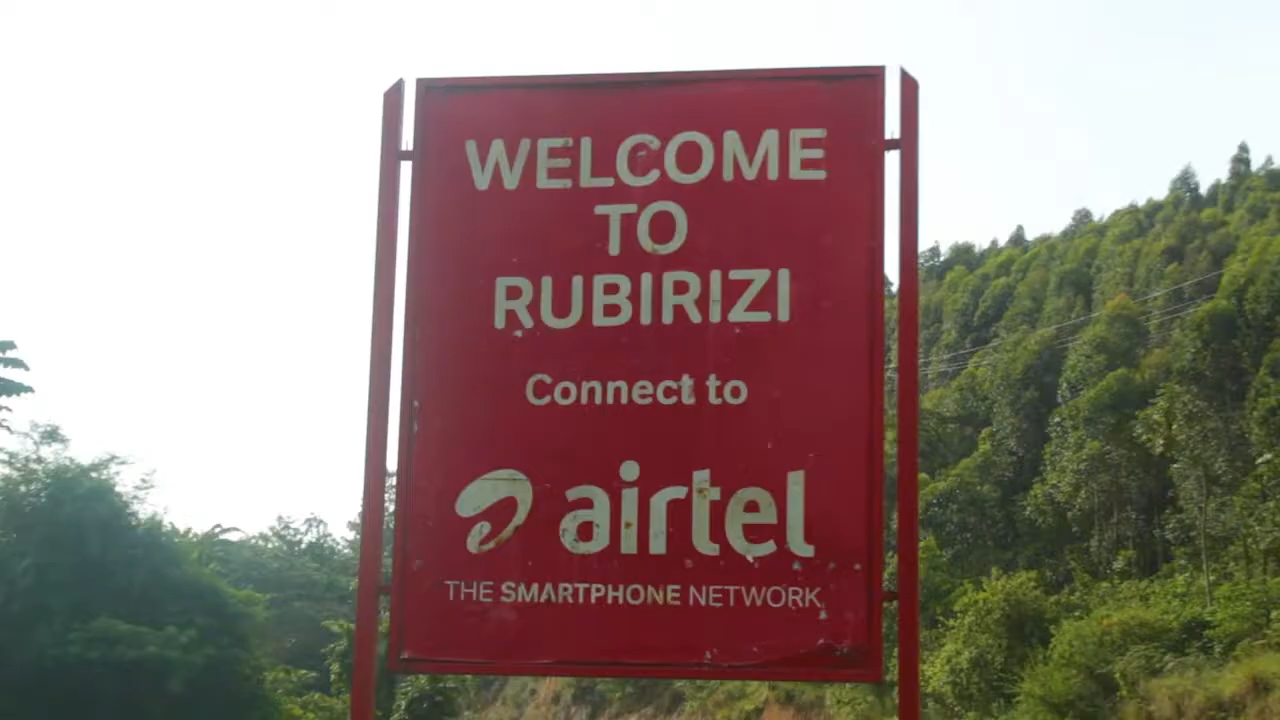 WELCOME
TO
RUBIRIZI
Connect to
airtel
THE SMARTPHONE NETWORK